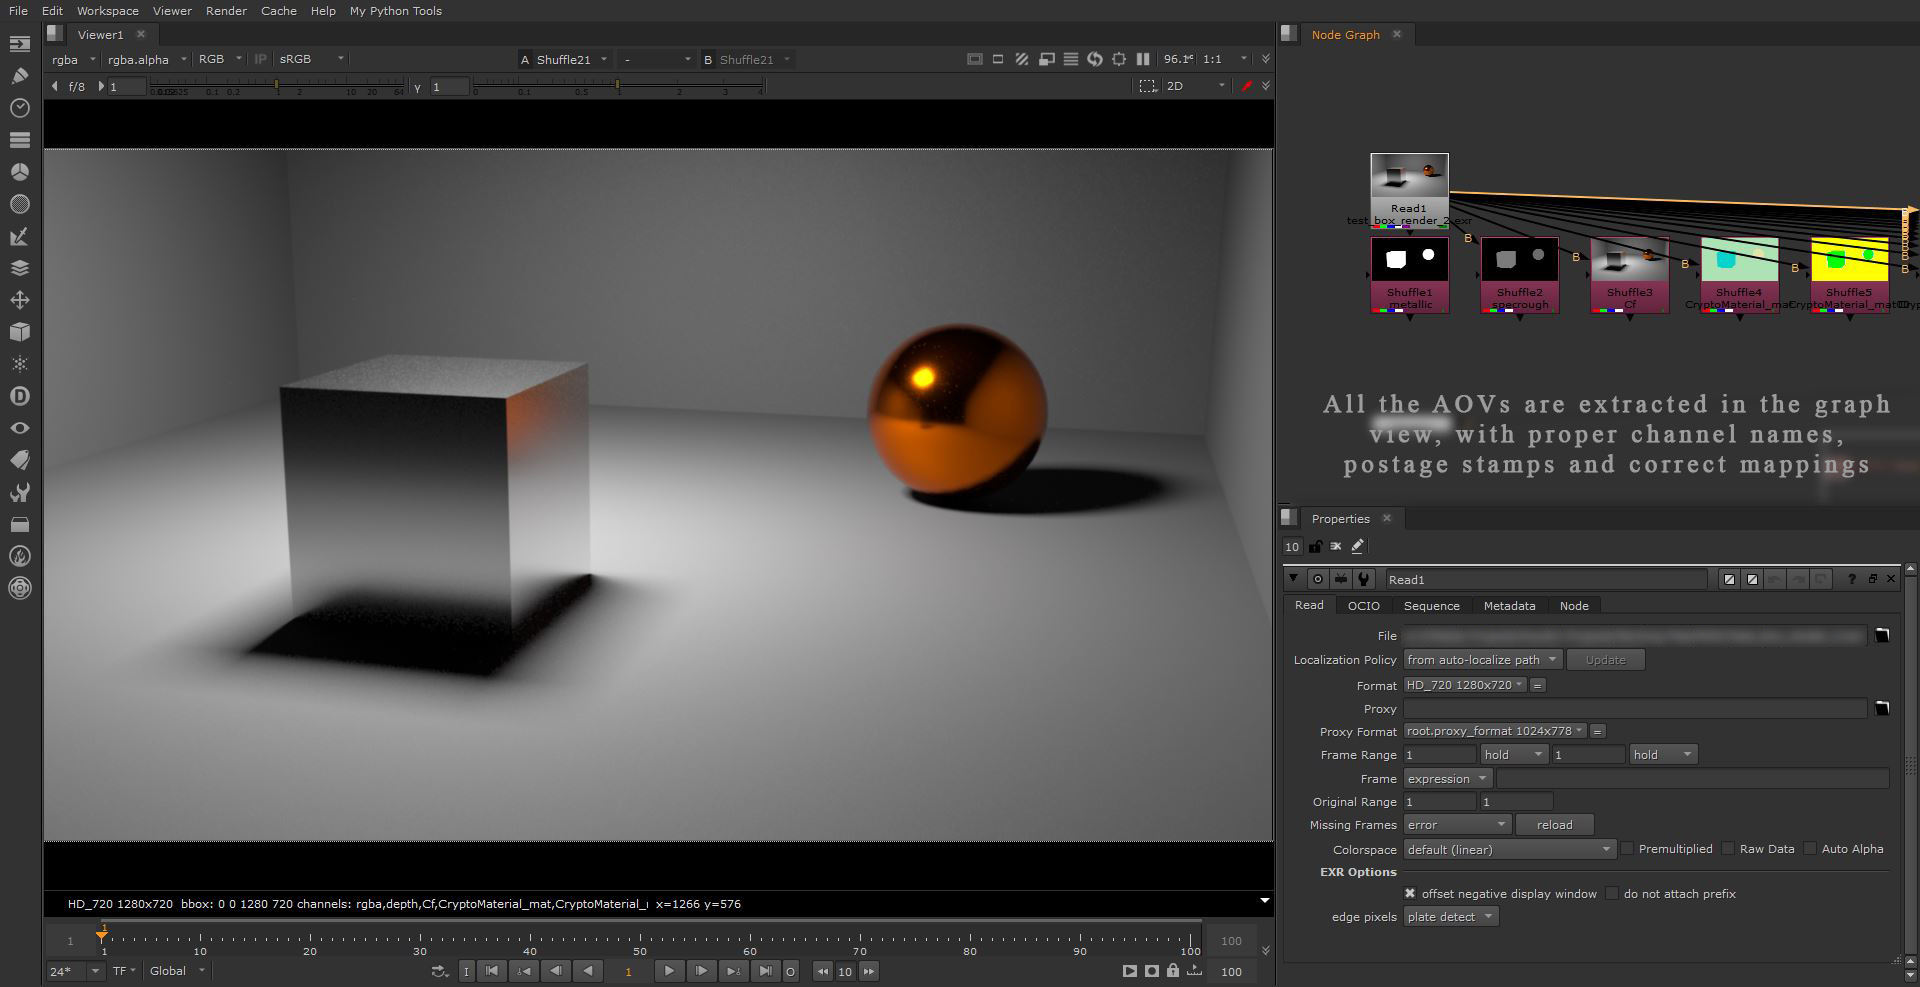 File Edit Workspace Viewer Render Cache Help My Python Tools
Viewer1
rgba rgba.alpha RGB IP sRGB A Shuffle21 - B Shuffle21 1:1
f/8 1 γ 1 2D
Node Graph
Read1
test_box_render_2.exr
B B B B B B
Shuffle1 Shuffle2 Shuffle3 Shuffle4 Shuffle5
metallic specrough Cf CryptoMaterial_mat CryptoMaterial_mat00
All the AOVs are extracted in the graph
view, with proper channel names,
postage stamps and correct mappings
Properties
10
Read1
Read OCIO Sequence Metadata Node
File
Localization Policy from auto-localize path Update
Format HD_720 1280x720 =
Proxy
Proxy Format root.proxy_format 1024x778 =
Frame Range 1 hold 1 hold
Frame expression
Original Range 1 1
Missing Frames error reload
Colorspace default (linear) Premultiplied Raw Data Auto Alpha
EXR Options
offset negative display window do not attach prefix
edge pixels plate detect
HD_720 1280x720 bbox: 0 0 1280 720 channels: rgba,depth,Cf,CryptoMaterial_mat,CryptoMaterial_ x=1266 y=576
1 1 100
1 10 20 30 40 50 60 70 80 90 100
24* TF Global I 1 O 10 100